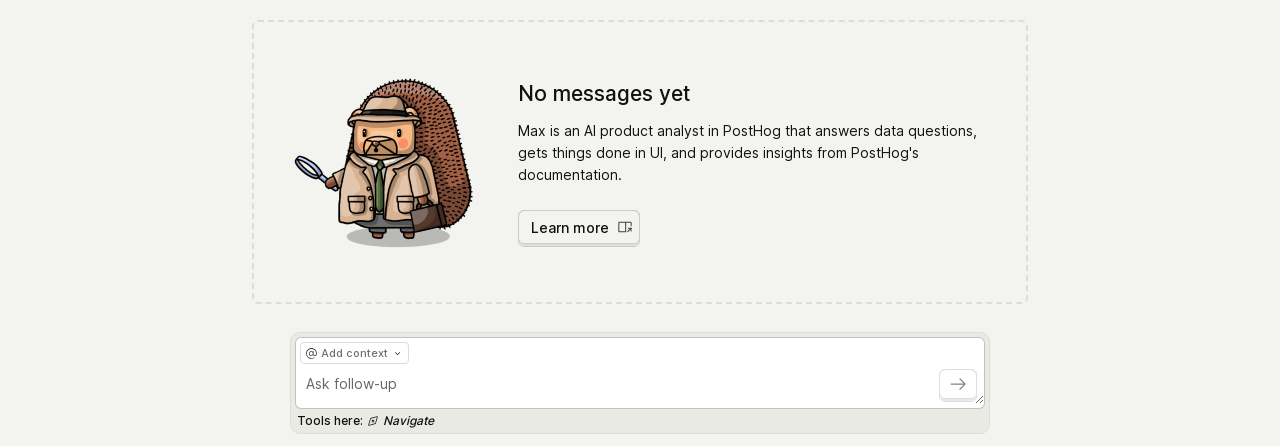 No messages yet
Max is an AI product analyst in PostHog that answers data questions,
gets things done in UI, and provides insights from PostHog's
documentation.
Learn more
@ Add context
Ask follow-up
Tools here: Navigate